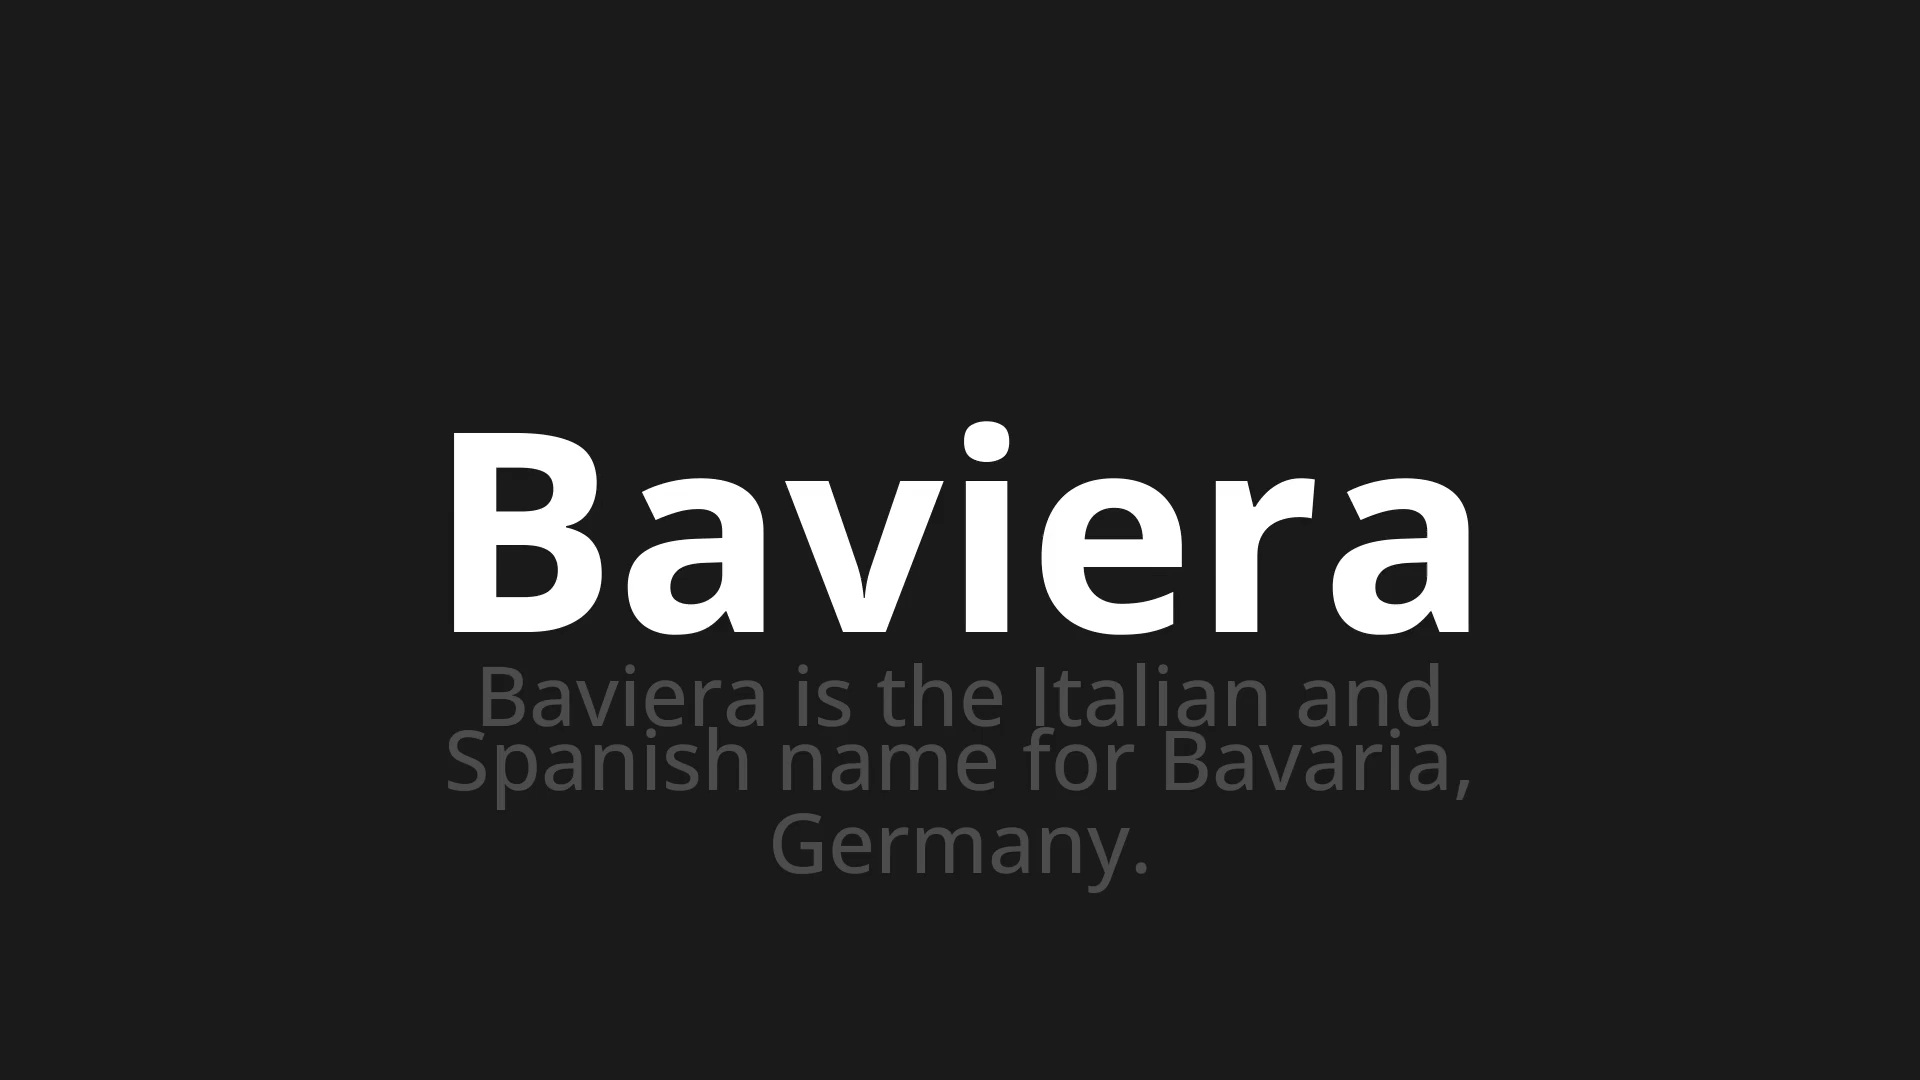 Baviera
Baviera is the Italian and
Spanish name for Bavaria,
Germany.